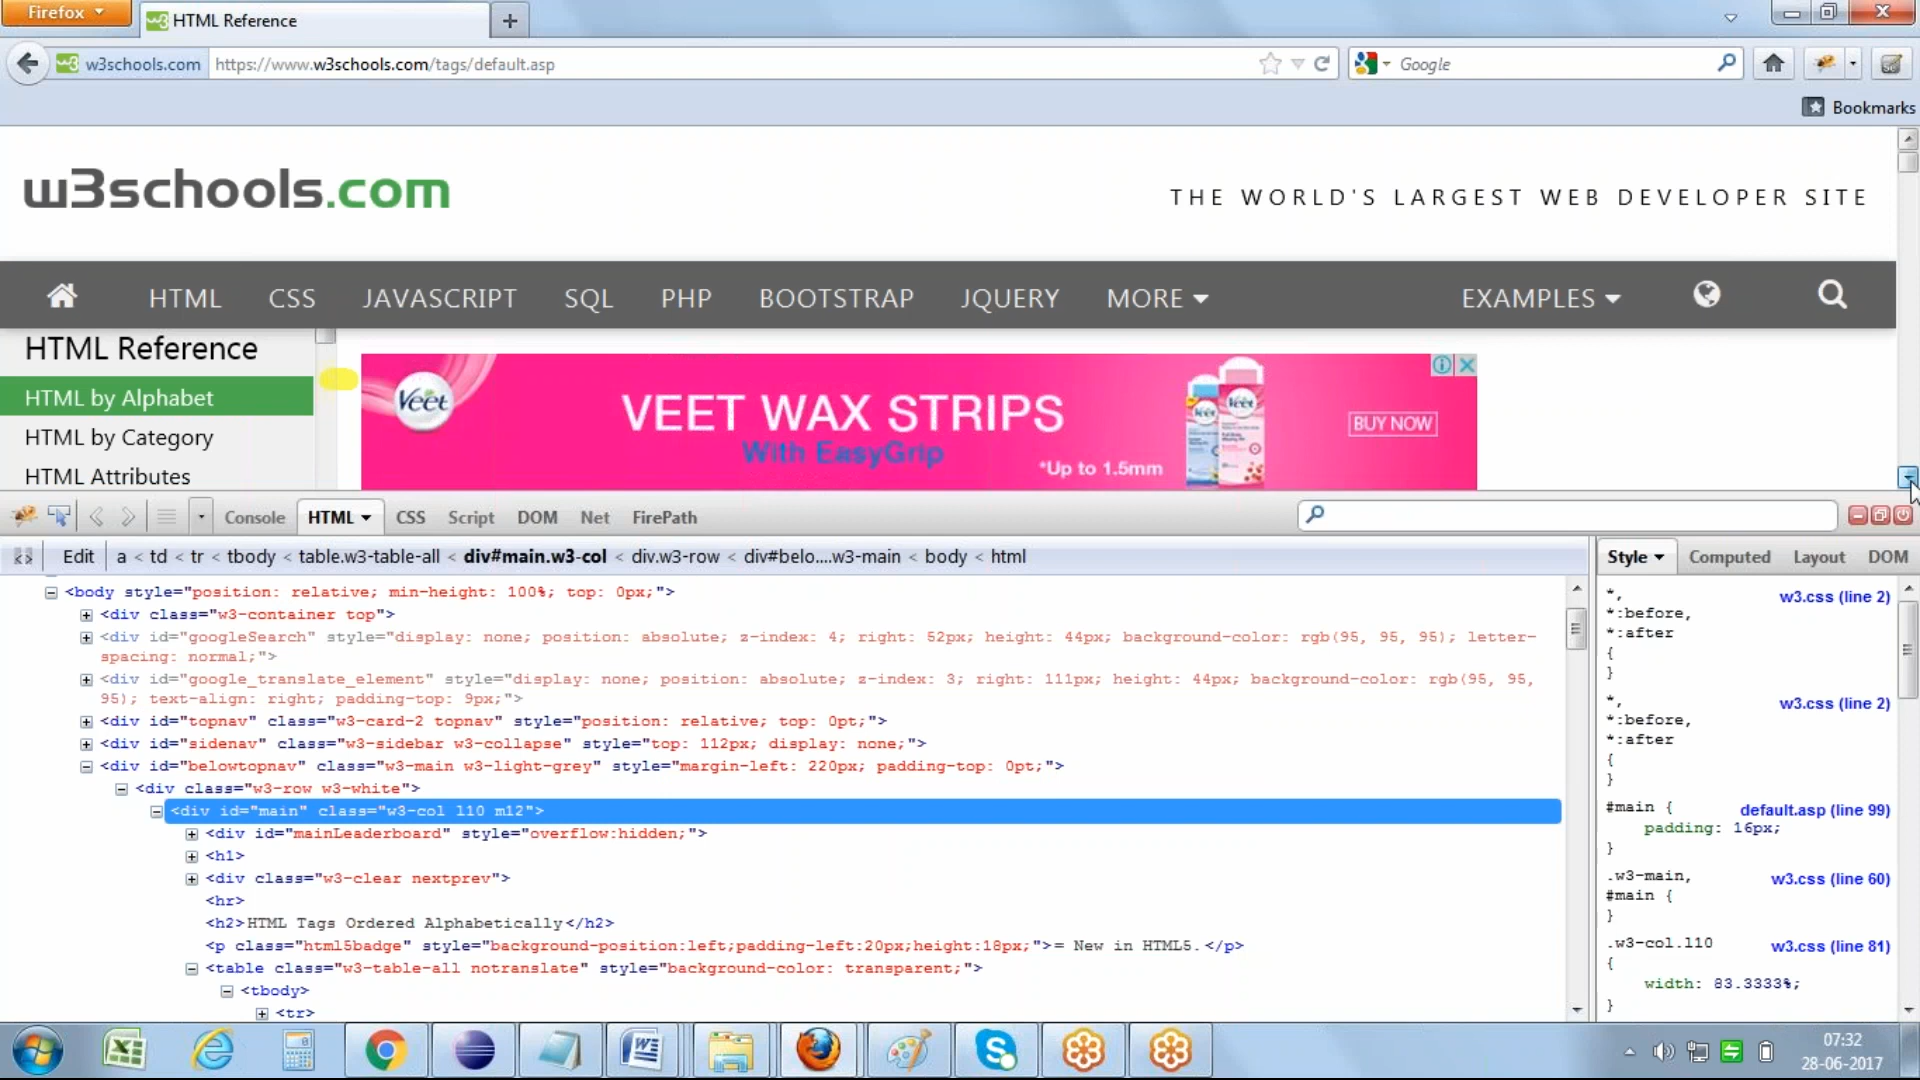 Firefox
HTML Reference
w3schools.com
https://www.w3schools.com/tags/default.asp
Google
Bookmarks
w3schools.com
THE WORLD'S LARGEST WEB DEVELOPER SITE
HTML CSS JAVASCRIPT SQL PHP BOOTSTRAP JQUERY MORE EXAMPLES
HTML Reference
HTML by Alphabet
HTML by Category
HTML Attributes
Veet
VEET WAX STRIPS
With EasyGrip
*Up to 1.5mm
BUY NOW
Console HTML CSS Script DOM Net FirePath
Edit a < td < tr < tbody < table.w3-table-all < div#main.w3-col < div.w3-row < div#belo....w3-main < body < html
Style Computed Layout DOM
<body style="position: relative; min-height: 100%; top: 0px;">
<div class="w3-container top">
<div id="googleSearch" style="display: none; position: absolute; z-index: 4; right: 52px; height: 44px; background-color: rgb(95, 95, 95); letter-
spacing: normal;">
<div id="google_translate_element" style="display: none; position: absolute; z-index: 3; right: 111px; height: 44px; background-color: rgb(95, 95,
95); text-align: right; padding-top: 9px;">
<div id="topnav" class="w3-card-2 topnav" style="position: relative; top: 0pt;">
<div id="sidenav" class="w3-sidebar w3-collapse" style="top: 112px; display: none;">
<div id="belowtopnav" class="w3-main w3-light-grey" style="margin-left: 220px; padding-top: 0pt;">
<div class="w3-row w3-white">
<div id="main" class="w3-col l10 m12">
<div id="mainLeaderboard" style="overflow:hidden;">
<h1>
<div class="w3-clear nextprev">
<hr>
<h2>HTML Tags Ordered Alphabetically</h2>
<p class="html5badge" style="background-position:left;padding-left:20px;height:18px;">= New in HTML5.</p>
<table class="w3-table-all notranslate" style="background-color: transparent;">
<tbody>
<tr>
*, w3.css (line 2)
*:before,
*:after
{
}
*, w3.css (line 2)
*:before,
*:after
{
}
#main { default.asp (line 99)
padding: 16px;
}
.w3-main, w3.css (line 60)
#main {
}
.w3-col.l10 w3.css (line 81)
{
width: 83.3333%;
}
07:32
28-06-2017